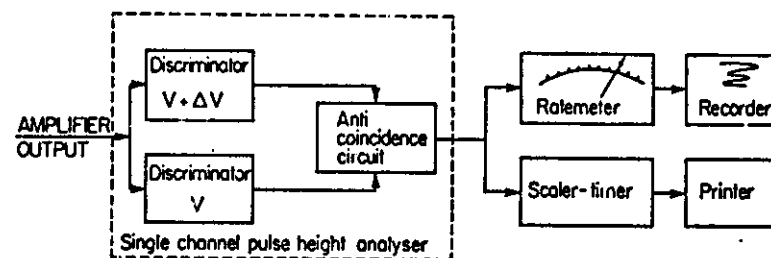 AMPLIFIER
OUTPUT
Discriminator
V + ΔV
Discriminator
V
Anti
coincidence
circuit
Single channel pulse height analyser
Ratemeter
Recorder
Scaler-timer
Printer